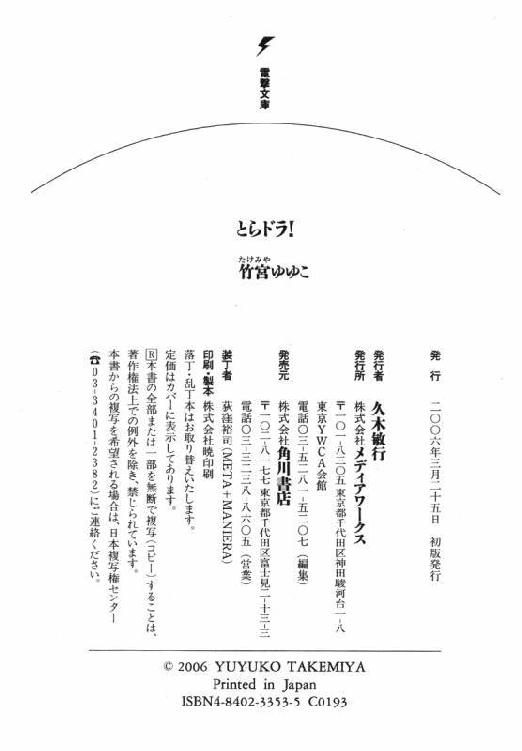 電撃文庫
とらドラ!
たけみや
竹宮ゆゆこ
発 行 二〇〇六年三月二十五日 初版発行
発行者 久木敏行
発行所 株式会社メディアワークス
〒一〇一-八三〇五 東京都千代田区神田駿河台一-八
東京YWCA会館
電話〇三-五二八一-五二〇七(編集)
発売元 株式会社角川書店
〒一〇二-八一七七 東京都千代田区富士見二-十三-三
電話〇三-三二三八-八六〇五(営業)
装丁者 荻窪裕司(META+MANIERA)
印刷・製本 株式会社暁印刷
落丁・乱丁本はお取り替えいたします。
定価はカバーに表示してあります。
Ⓡ本書の全部または一部を無断で複写(コピー)することは、
著作権法上での例外を除き、禁じられています。
本書からの複写を希望される場合は、日本複写権センター
(☎03-3401-2382)にご連絡ください。
© 2006 YUYUKO TAKEMIYA
Printed in Japan
ISBN4-8402-3353-5 C0193